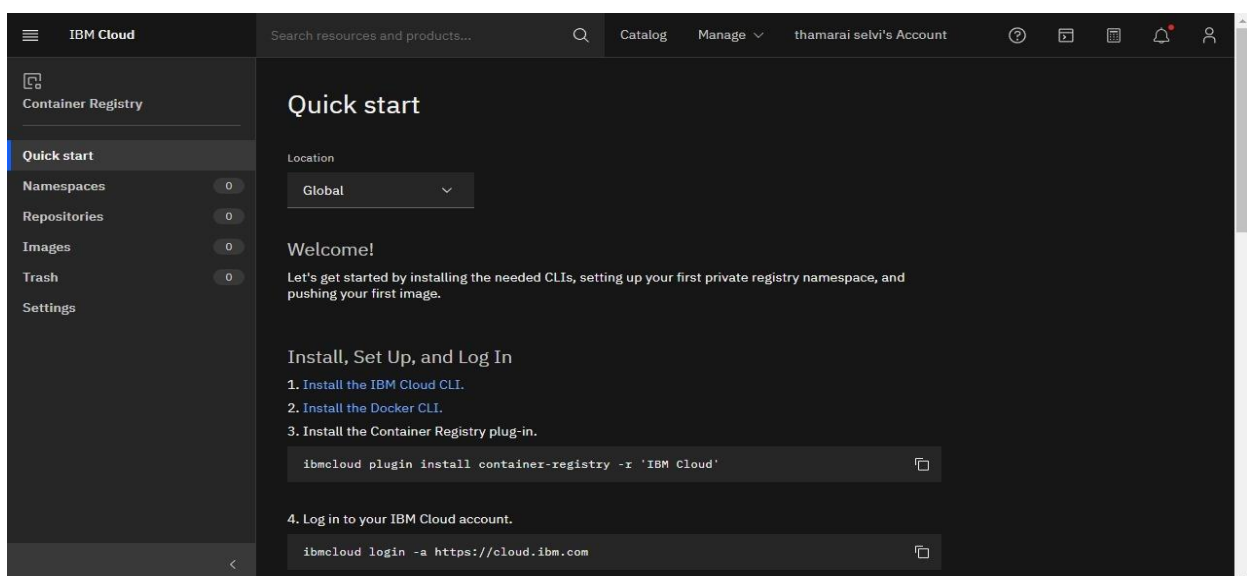 IBM Cloud
Search resources and products...
Catalog
Manage
thamarai selvi's Account
Container Registry
Quick start
Namespaces 0
Repositories 0
Images 0
Trash 0
Settings
Quick start
Location
Global
Welcome!
Let's get started by installing the needed CLIs, setting up your first private registry namespace, and
pushing your first image.
Install, Set Up, and Log In
1. Install the IBM Cloud CLI.
2. Install the Docker CLI.
3. Install the Container Registry plug-in.
ibmcloud plugin install container-registry -r 'IBM Cloud'
4. Log in to your IBM Cloud account.
ibmcloud login -a https://cloud.ibm.com